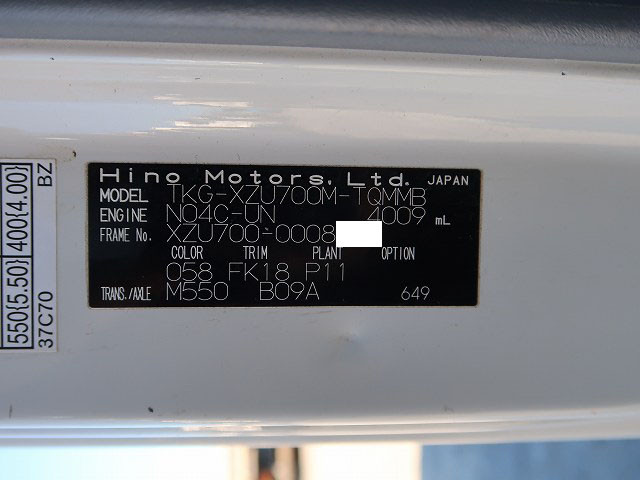 Hino Motors, Ltd. JAPAN
MODEL TKG-XZU700M-TQMMB
ENGINE N04C-UN 4009 mL
FRAME No. XZU700-0008
COLOR TRIM PLANT OPTION
058 FK18 P11
TRANS./AXLE M550 B09A 649
550{5.50} 400{4.00}
37C70 BZ